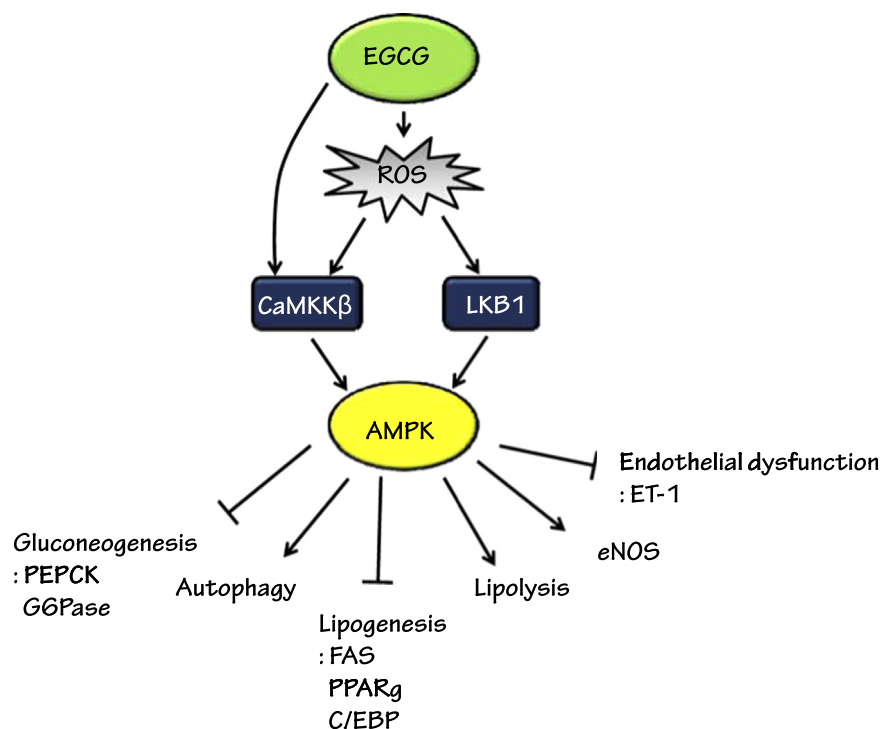 EGCG
ROS
CaMKKβ
LKB1
AMPK
Endothelial dysfunction
: ET-1
eNOS
Gluconeogenesis
: PEPCK
G6Pase
Autophagy
Lipolysis
Lipogenesis
: FAS
PPARg
C/EBP